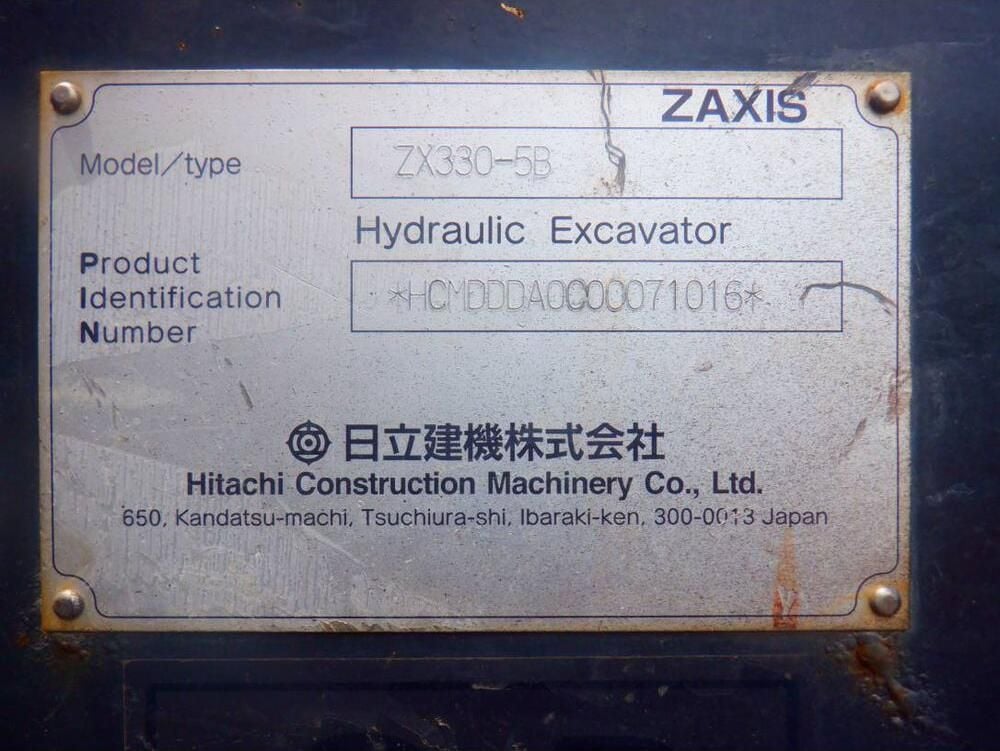 ZAXIS
Model/type
ZX330-5B
Hydraulic Excavator
Product
Identification
Number
*HCMDDDA0C00071016*
日立建機株式会社
Hitachi Construction Machinery Co., Ltd.
650, Kandatsu-machi, Tsuchiura-shi, Ibaraki-ken, 300-0013 Japan